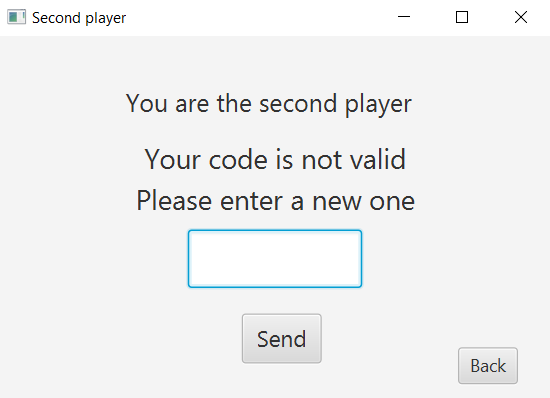 Second player
You are the second player
Your code is not valid
Please enter a new one
Send
Back